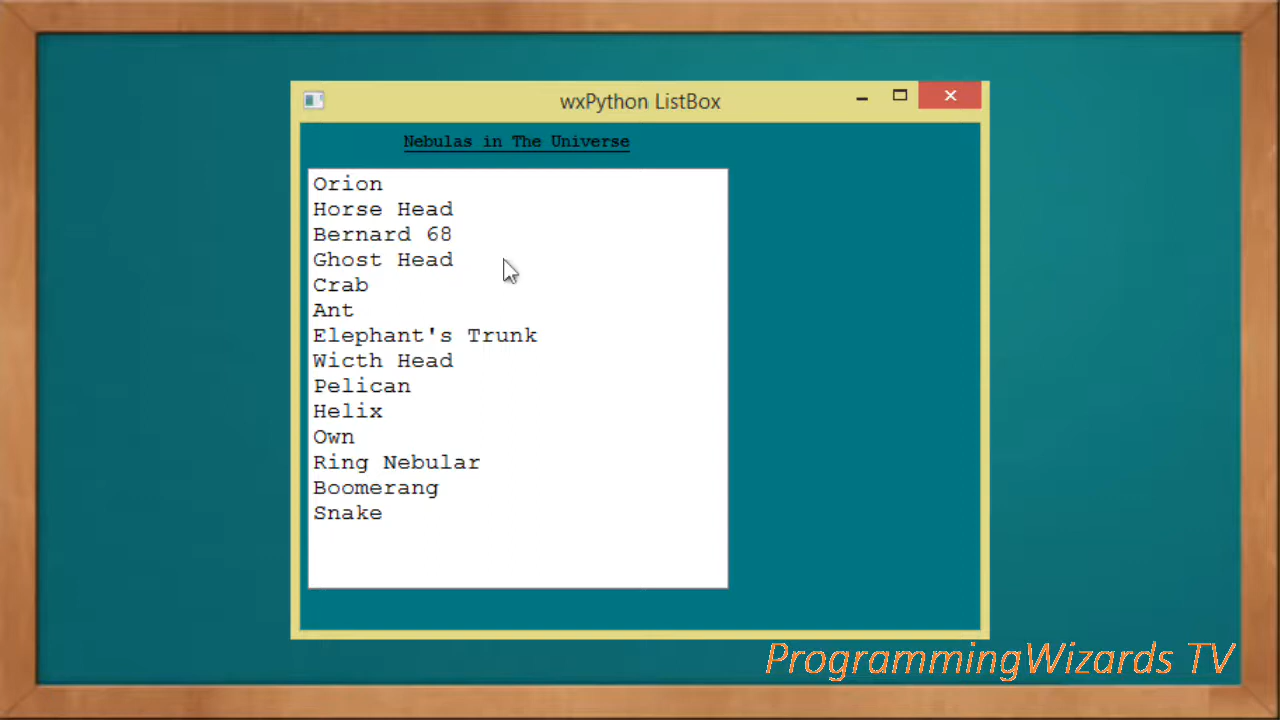 wxPython ListBox
Nebulas in The Universe
Orion
Horse Head
Bernard 68
Ghost Head
Crab
Ant
Elephant's Trunk
Wicth Head
Pelican
Helix
Own
Ring Nebular
Boomerang
Snake
ProgrammingWizards TV